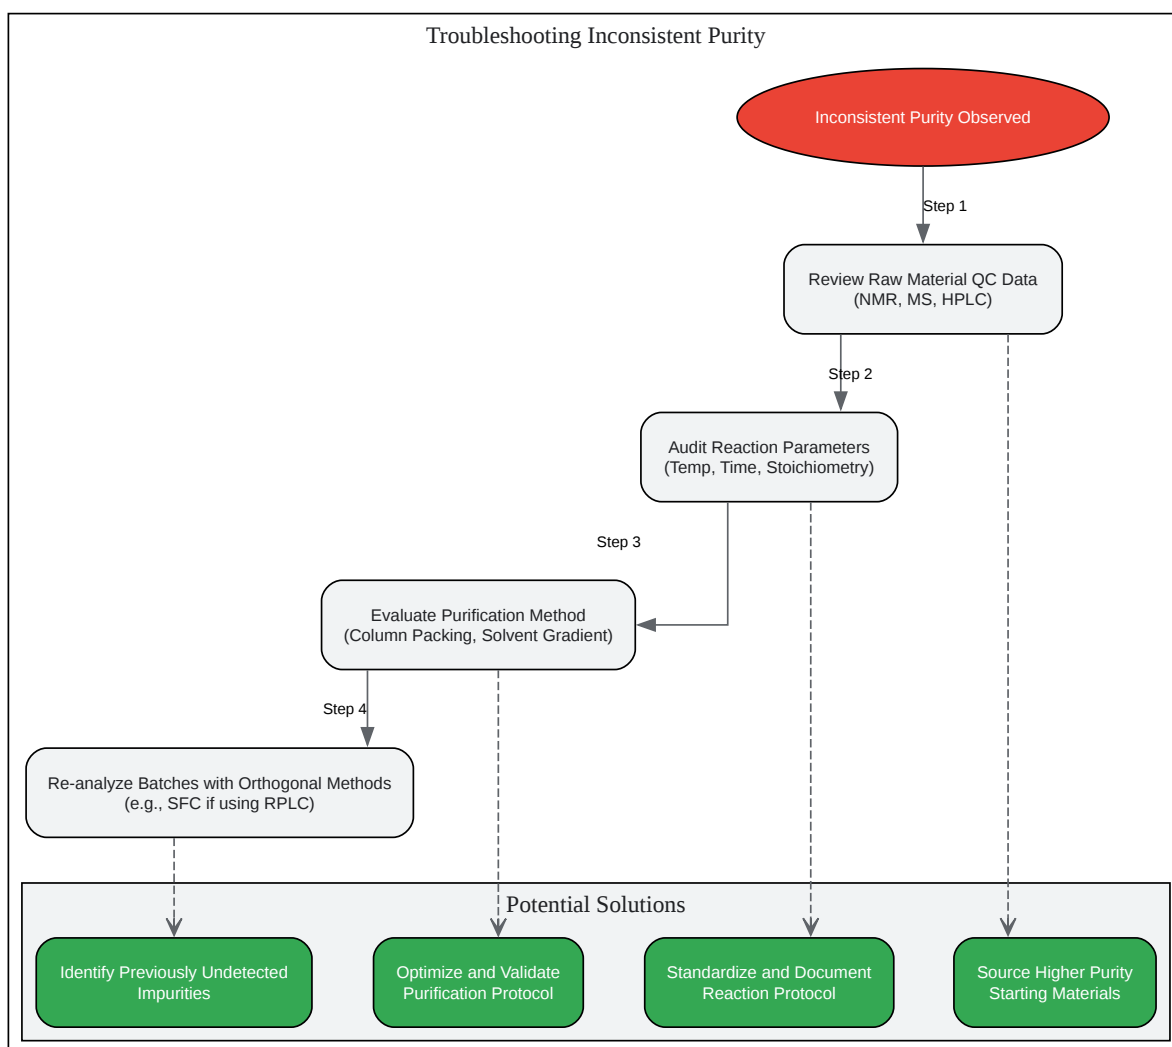 Troubleshooting Inconsistent Purity
Inconsistent Purity Observed
Step 1
Review Raw Material QC Data
(NMR, MS, HPLC)
Step 2
Audit Reaction Parameters
(Temp, Time, Stoichiometry)
Step 3
Evaluate Purification Method
(Column Packing, Solvent Gradient)
Step 4
Re-analyze Batches with Orthogonal Methods
(e.g., SFC if using RPLC)
Potential Solutions
Identify Previously Undetected
Impurities
Optimize and Validate
Purification Protocol
Standardize and Document
Reaction Protocol
Source Higher Purity
Starting Materials